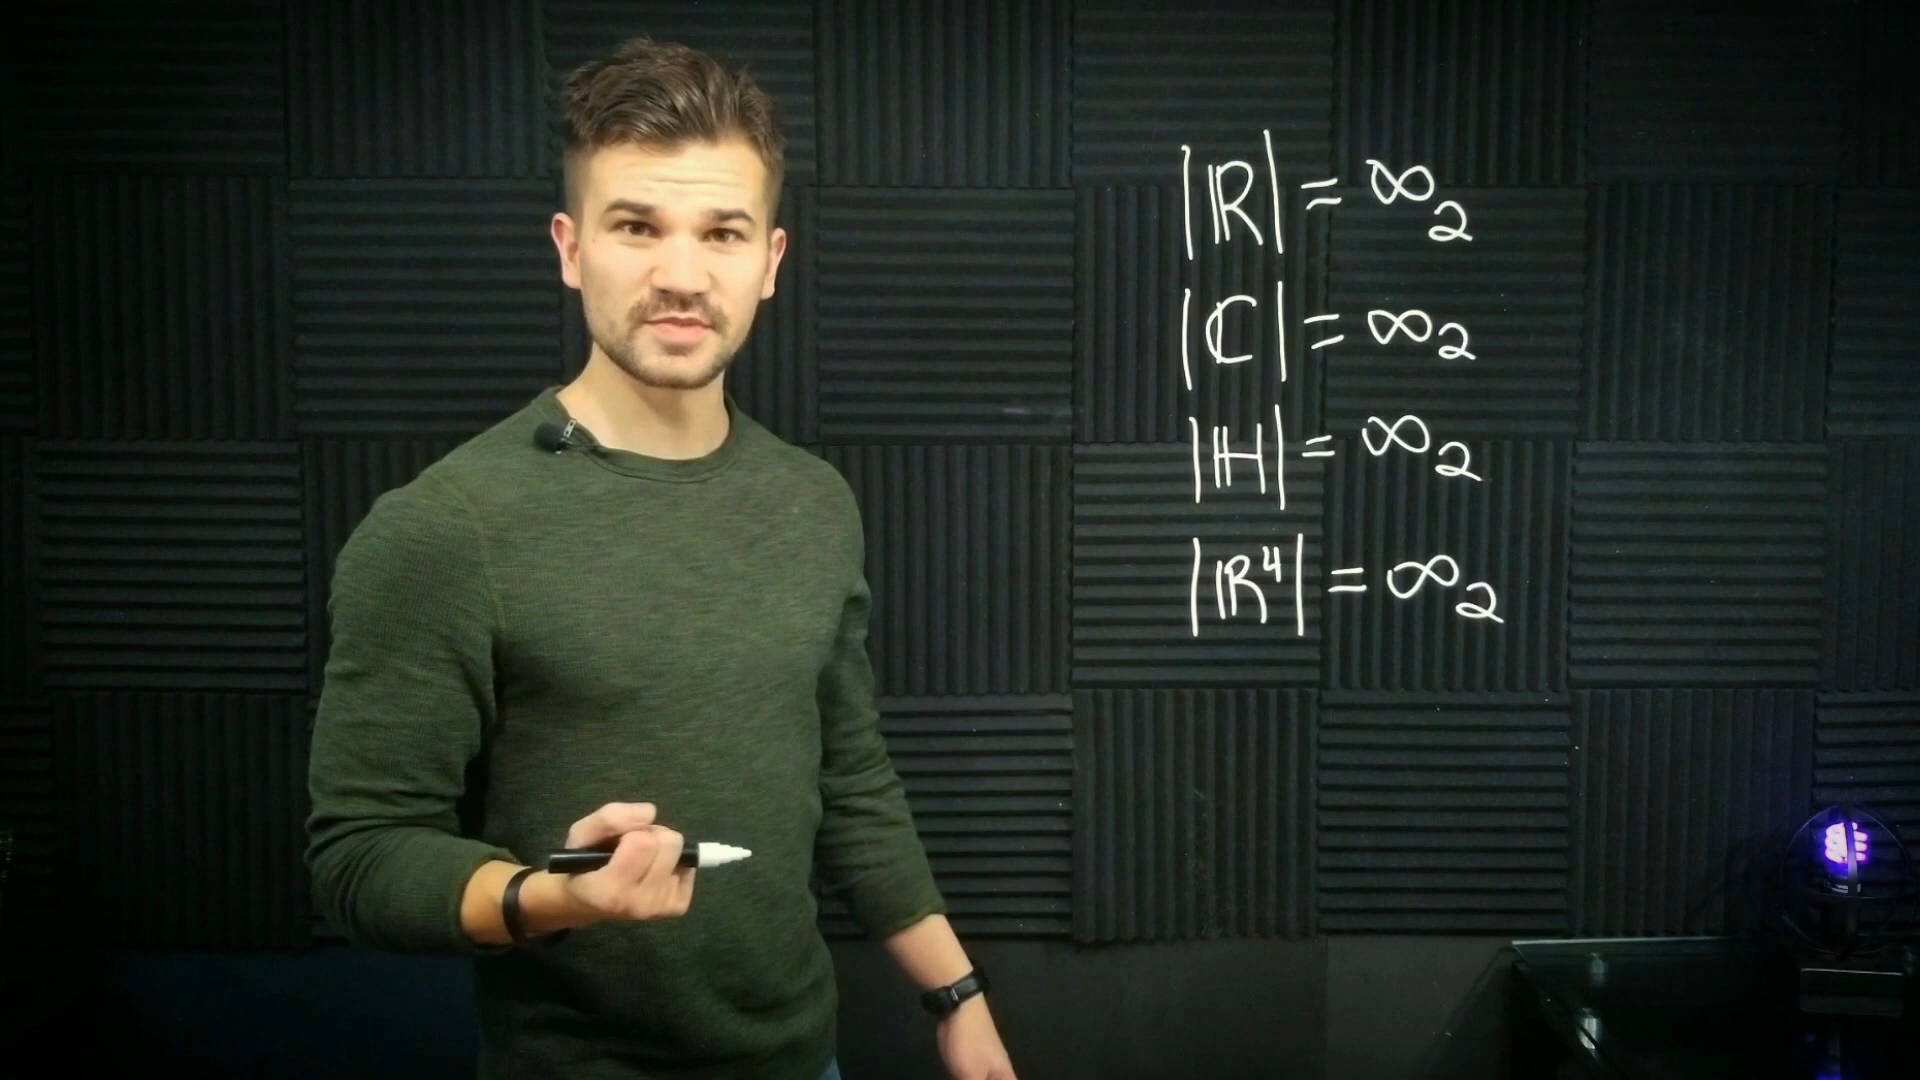 |ℝ| = ∞₂
|ℂ| = ∞₂
|ℍ| = ∞₂
|ℝ⁴| = ∞₂